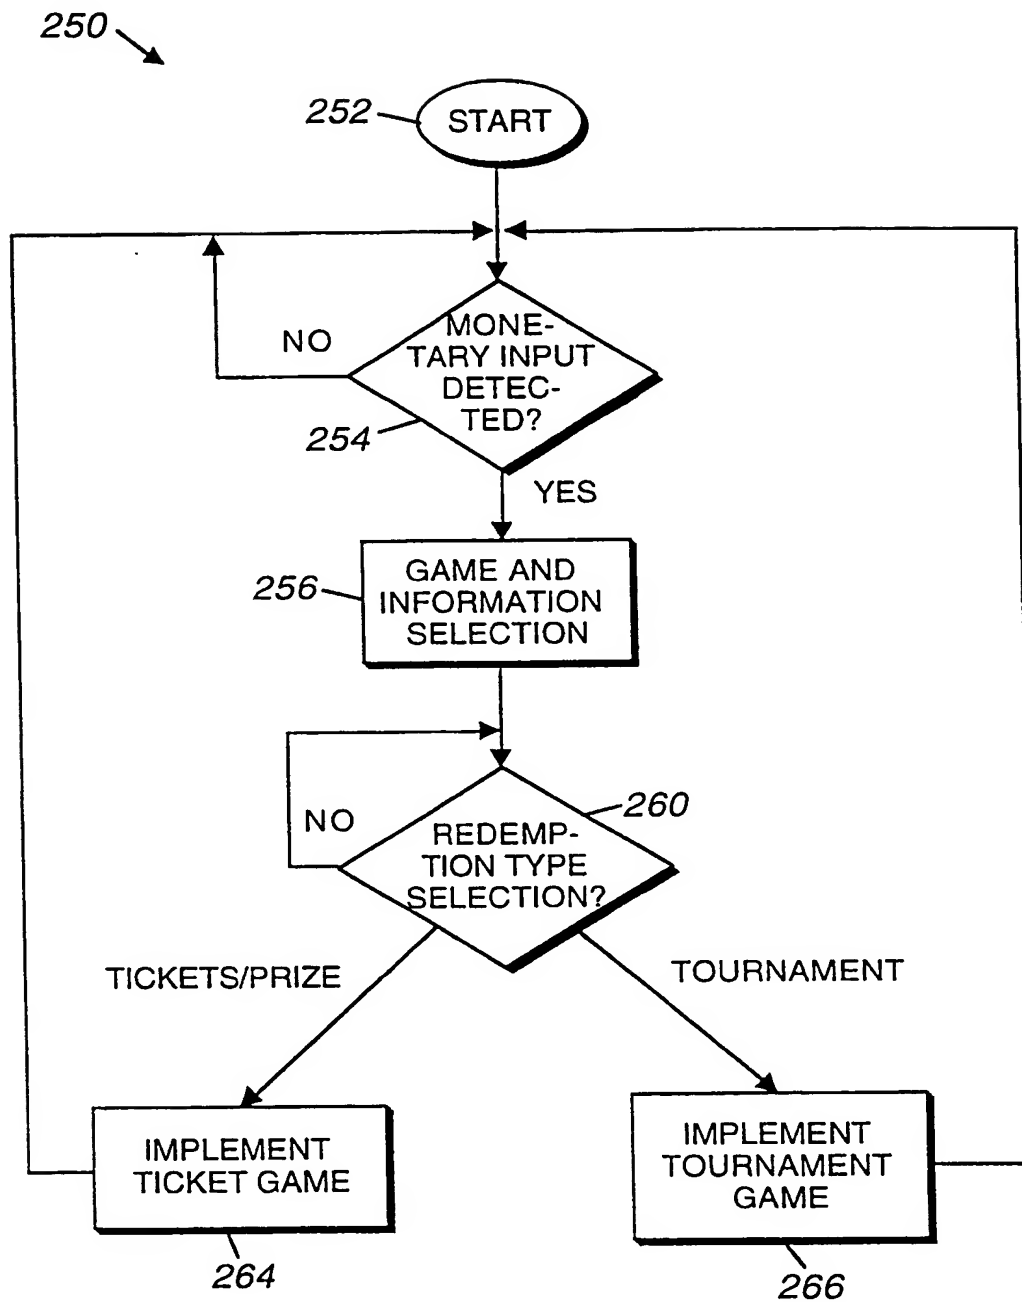 250
252
START
NO
MONE-
TARY INPUT
DETEC-
TED?
254
YES
256
GAME AND
INFORMATION
SELECTION
NO
260
REDEMP-
TION TYPE
SELECTION?
TICKETS/PRIZE
TOURNAMENT
IMPLEMENT
TICKET GAME
264
IMPLEMENT
TOURNAMENT
GAME
266